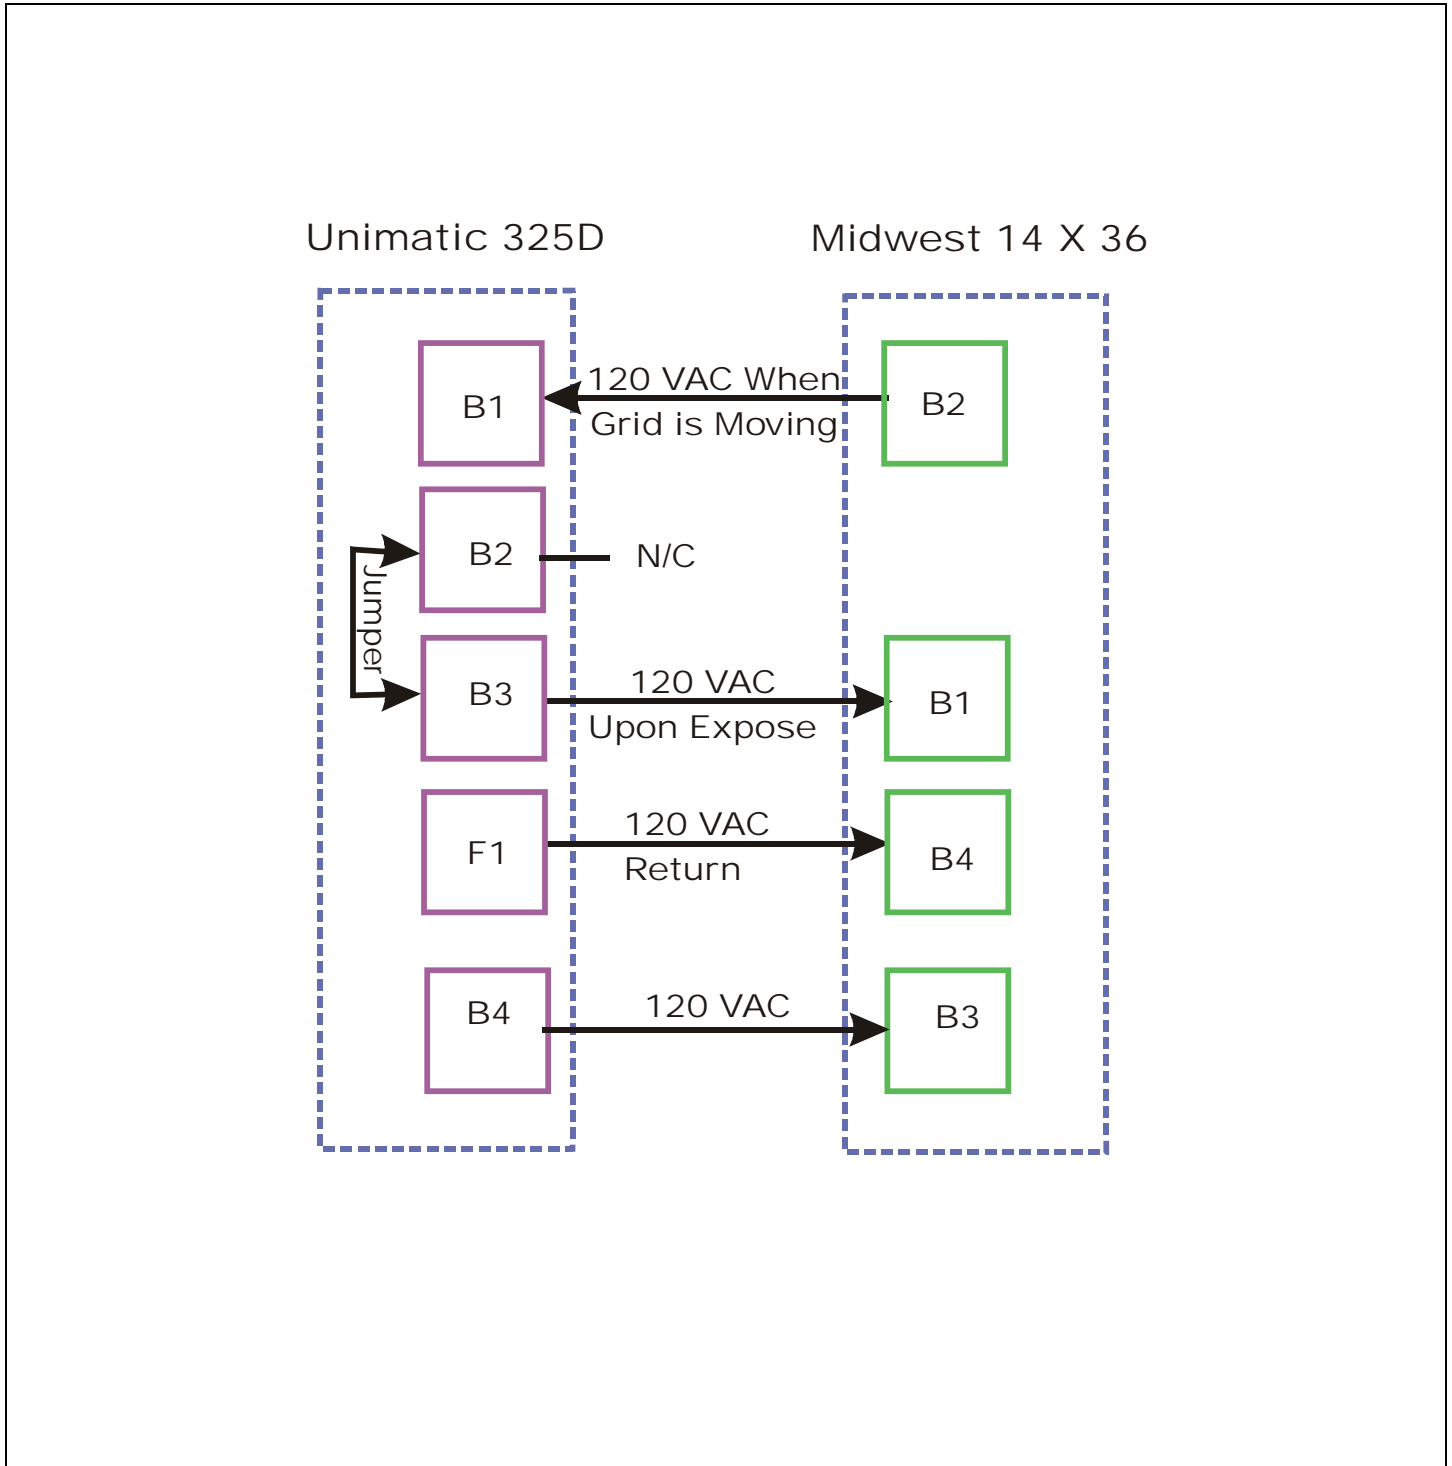 Unimatic 325D
Midwest 14 X 36
B1
120 VAC When
Grid is Moving
B2
Jumper
B2
N/C
B3
120 VAC
Upon Expose
B1
F1
120 VAC
Return
B4
B4
120 VAC
B3